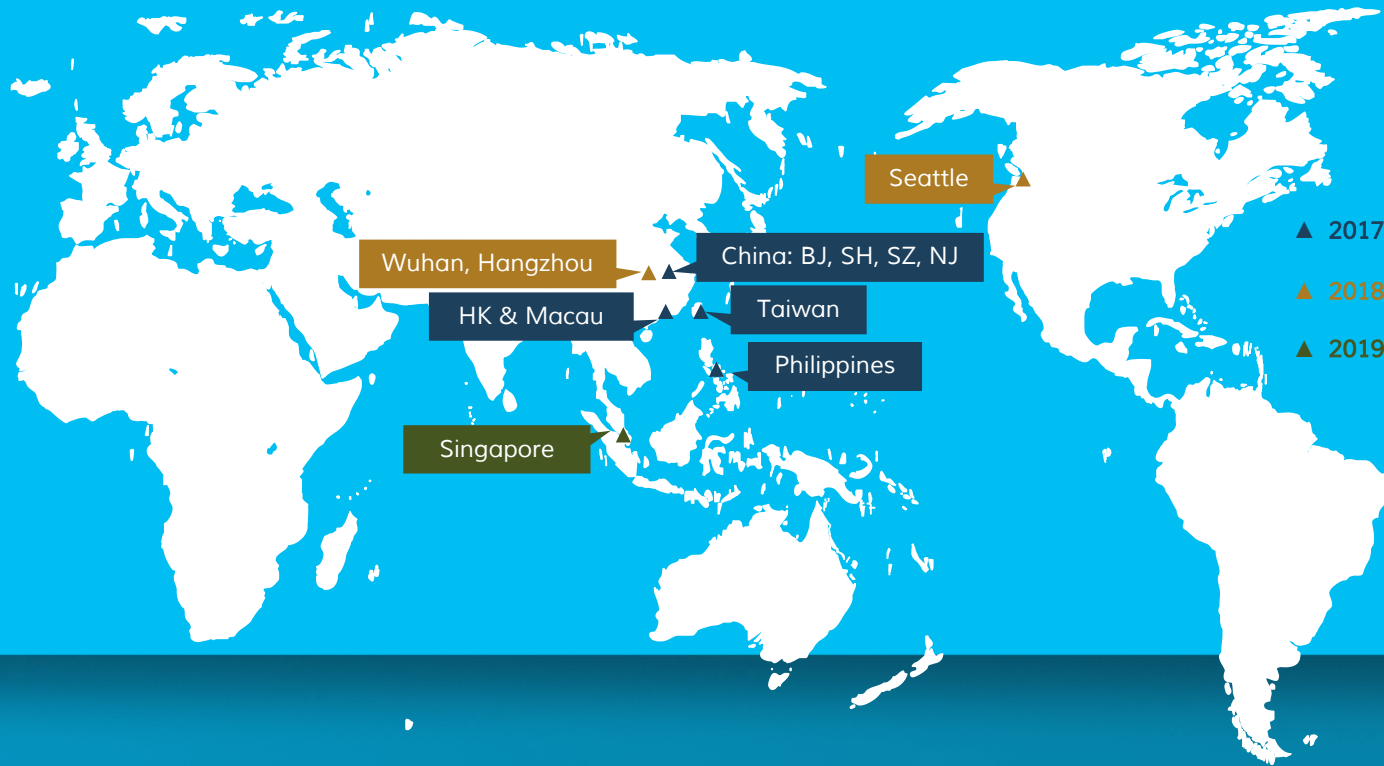 Seattle
▲ 2017
Wuhan, Hangzhou
China: BJ, SH, SZ, NJ
▲ 2018
HK & Macau
Taiwan
▲ 2019
Philippines
Singapore